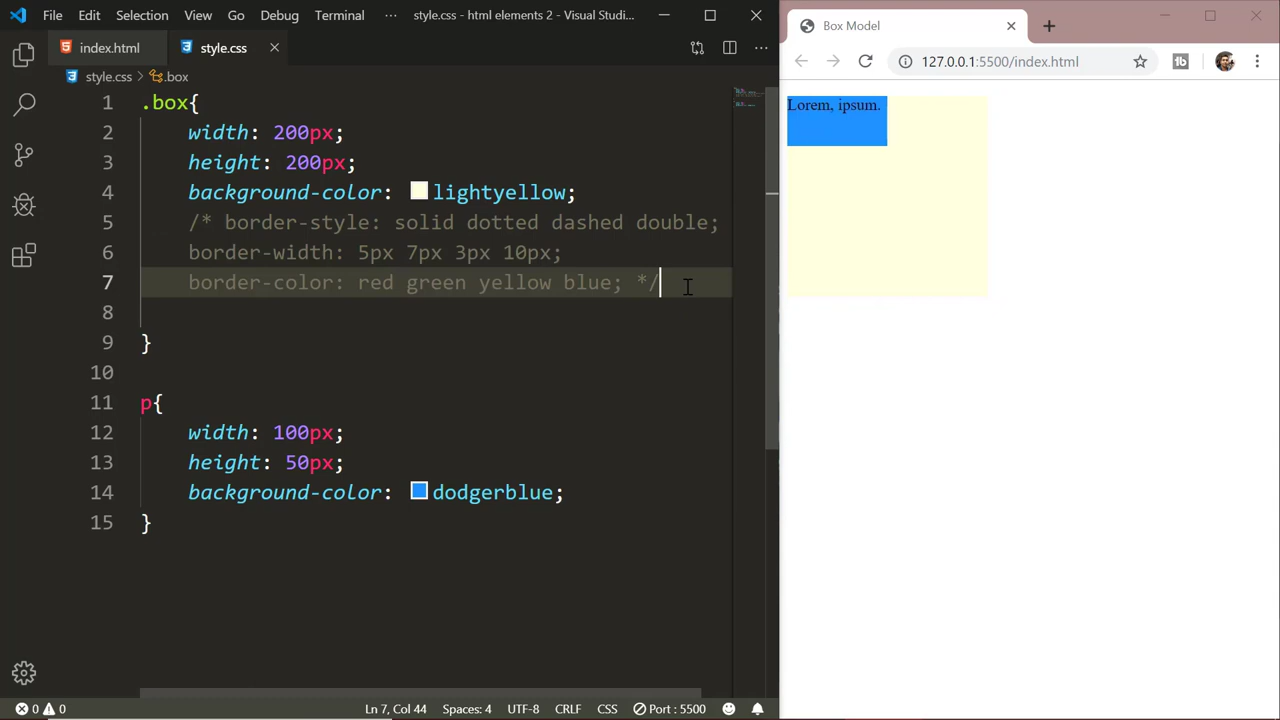 File Edit Selection View Go Debug Terminal ··· style.css - html elements 2 - Visual Studio...
index.html style.css
style.css > .box
1 .box{
2 width: 200px;
3 height: 200px;
4 background-color: lightyellow;
5 /* border-style: solid dotted dashed double;
6 border-width: 5px 7px 3px 10px;
7 border-color: red green yellow blue; */
8
9 }
10
11 p{
12 width: 100px;
13 height: 50px;
14 background-color: dodgerblue;
15 }
0 0 Ln 7, Col 44 Spaces: 4 UTF-8 CRLF CSS Port : 5500
Box Model
127.0.0.1:5500/index.html
Lorem, ipsum.